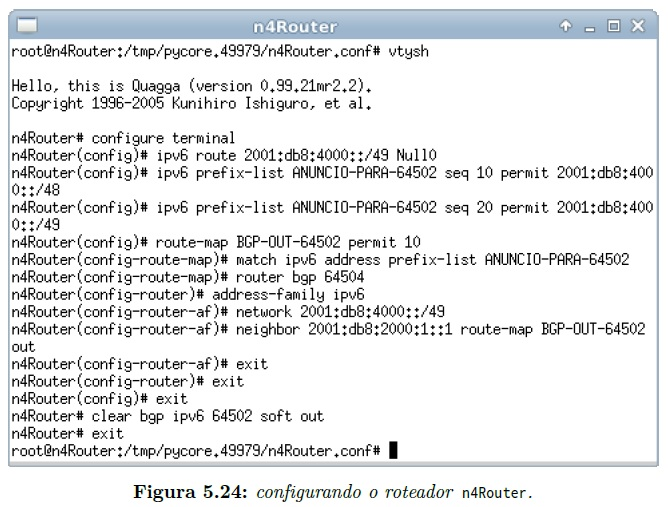 n4Router
root@n4Router:/tmp/pycore.49979/n4Router.conf# vtysh
Hello, this is Quagga (version 0.99.21mr2.2).
Copyright 1996-2005 Kunihiro Ishiguro, et al.
n4Router# configure terminal
n4Router(config)# ipv6 route 2001:db8:4000::/49 Null0
n4Router(config)# ipv6 prefix-list ANUNCIO-PARA-64502 seq 10 permit 2001:db8:400
0::/48
n4Router(config)# ipv6 prefix-list ANUNCIO-PARA-64502 seq 20 permit 2001:db8:400
0::/49
n4Router(config)# route-map BGP-OUT-64502 permit 10
n4Router(config-route-map)# match ipv6 address prefix-list ANUNCIO-PARA-64502
n4Router(config-route-map)# router bgp 64504
n4Router(config-router)# address-family ipv6
n4Router(config-router-af)# network 2001:db8:4000::/49
n4Router(config-router-af)# neighbor 2001:db8:2000:1::1 route-map BGP-OUT-64502
out
n4Router(config-router-af)# exit
n4Router(config-router)# exit
n4Router(config)# exit
n4Router# clear bgp ipv6 64502 soft out
n4Router# exit
root@n4Router:/tmp/pycore.49979/n4Router.conf#
Figura 5.24: configurando o roteador n4Router.